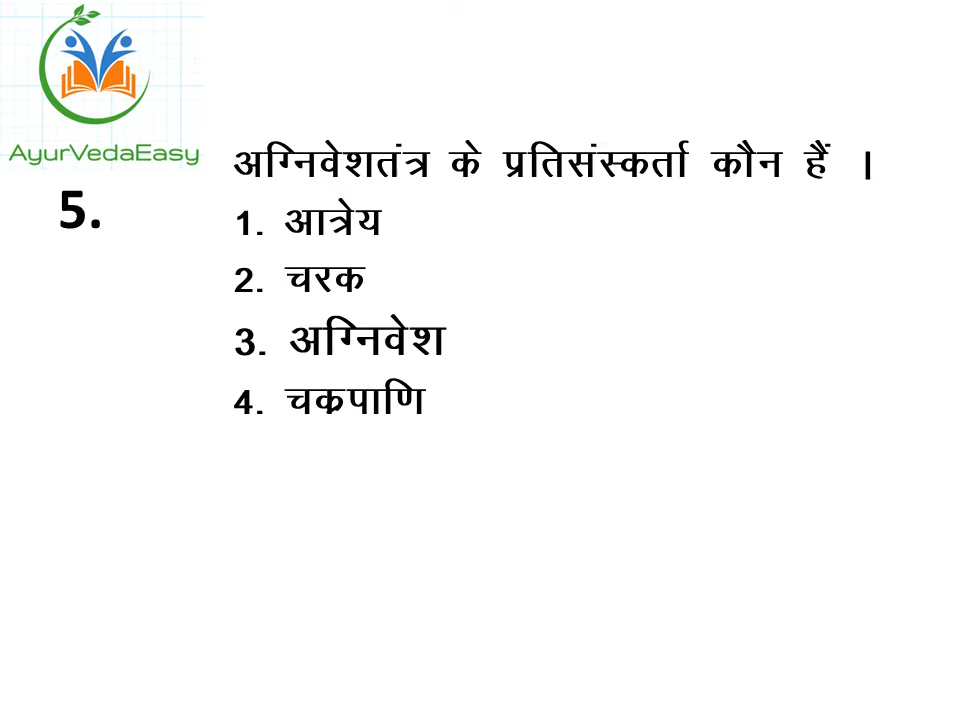 AyurVedaEasy
5.
अग्निवेशतंत्र के प्रतिसंस्कर्ता कौन हैं ।
1. आत्रेय
2. चरक
3. अग्निवेश
4. चक्रपाणि